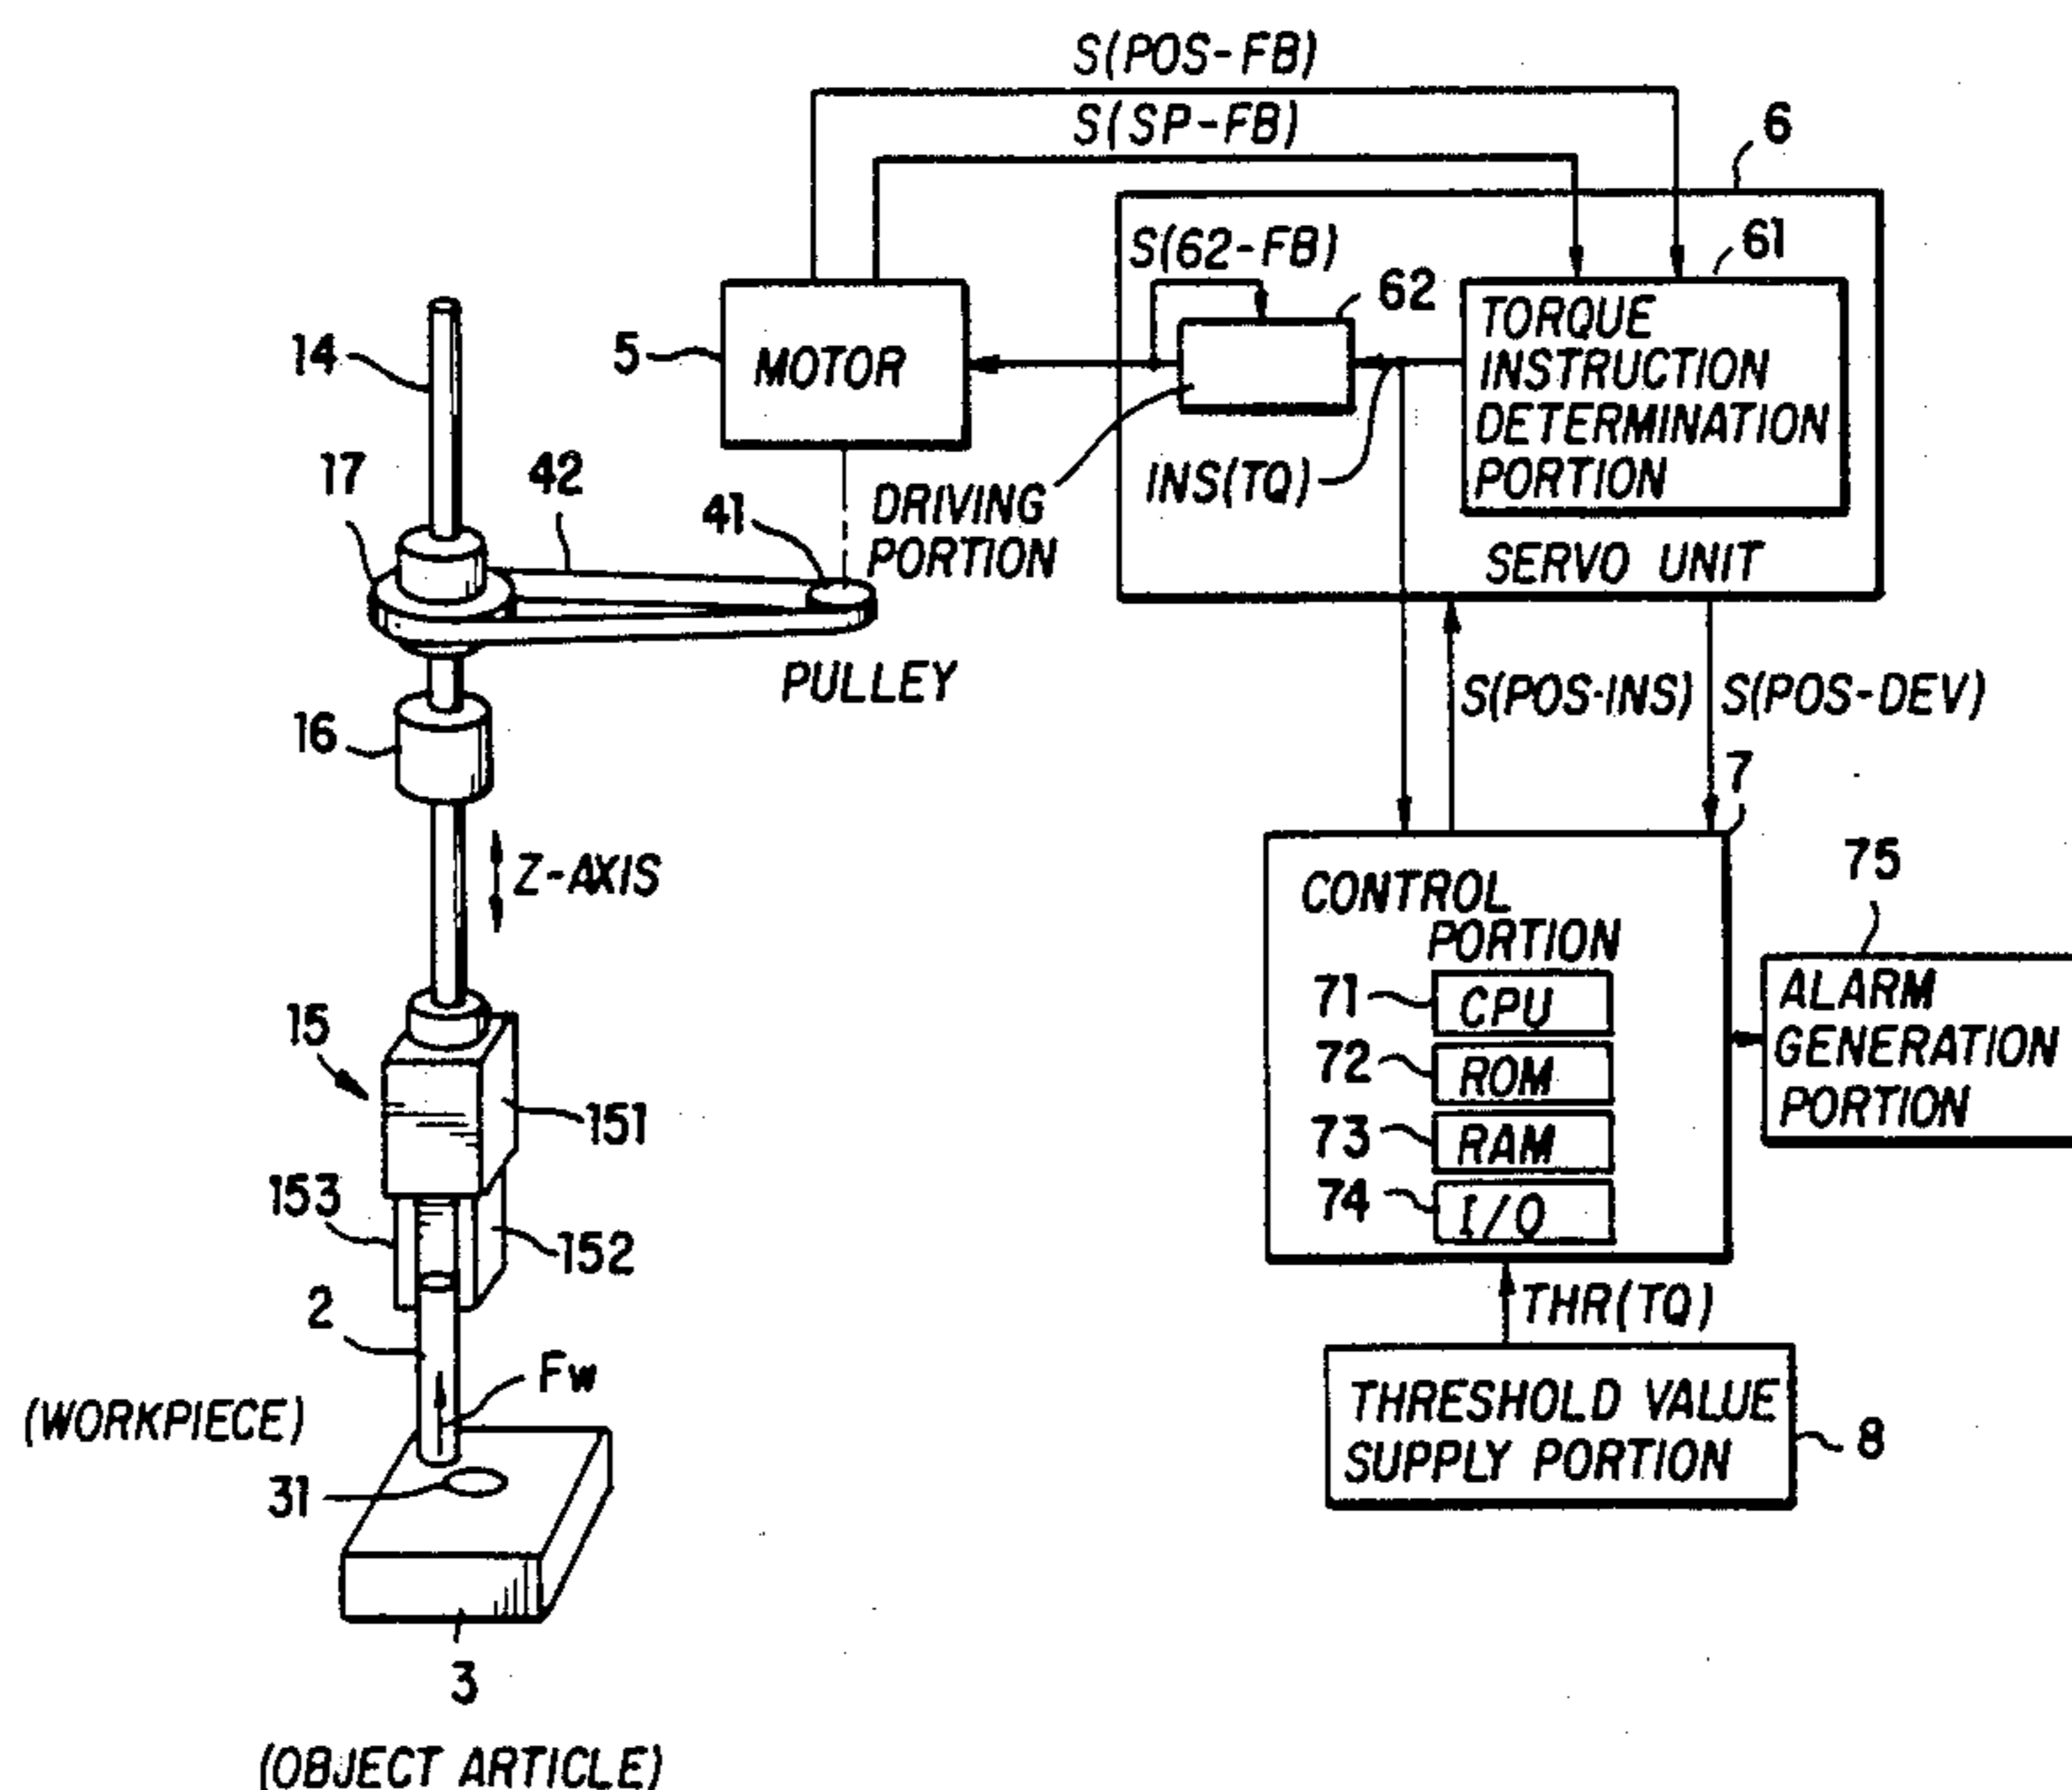 S(POS-FB)
S(SP-FB)
6
S(62-FB)
61
62
TORQUE
INSTRUCTION
DETERMINATION
PORTION
14
5
MOTOR
17
42
41
DRIVING
PORTION
INS(TQ)
SERVO UNIT
PULLEY
S(POS-INS)
S(POS-DEV)
16
7
Z-AXIS
75
CONTROL
PORTION
71
CPU
72
ROM
73
RAM
74
I/O
ALARM
GENERATION
PORTION
15
151
153
152
2
THR(TQ)
Fw
(WORKPIECE)
THRESHOLD VALUE
SUPPLY PORTION
8
31
3
(OBJECT ARTICLE)